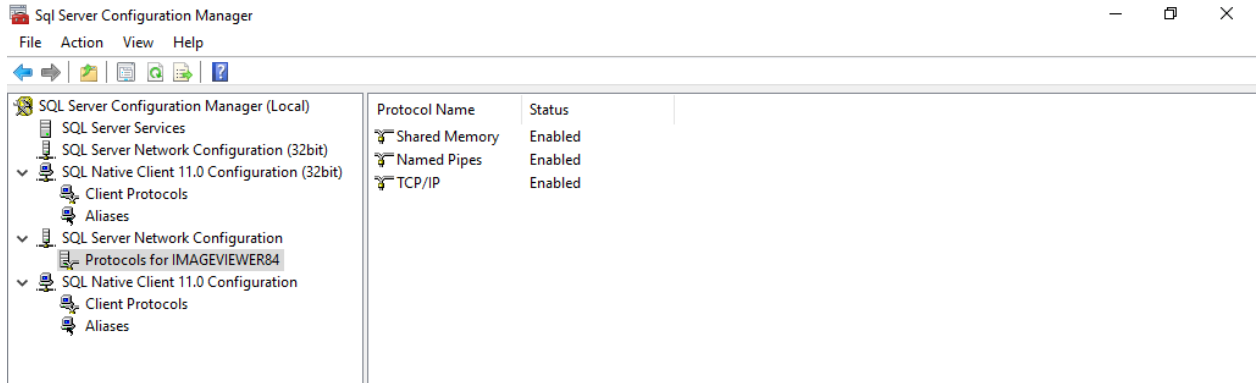 Sql Server Configuration Manager
File Action View Help
SQL Server Configuration Manager (Local)
SQL Server Services
SQL Server Network Configuration (32bit)
SQL Native Client 11.0 Configuration (32bit)
Client Protocols
Aliases
SQL Server Network Configuration
Protocols for IMAGEVIEWER84
SQL Native Client 11.0 Configuration
Client Protocols
Aliases
Protocol Name Status
Shared Memory Enabled
Named Pipes Enabled
TCP/IP Enabled